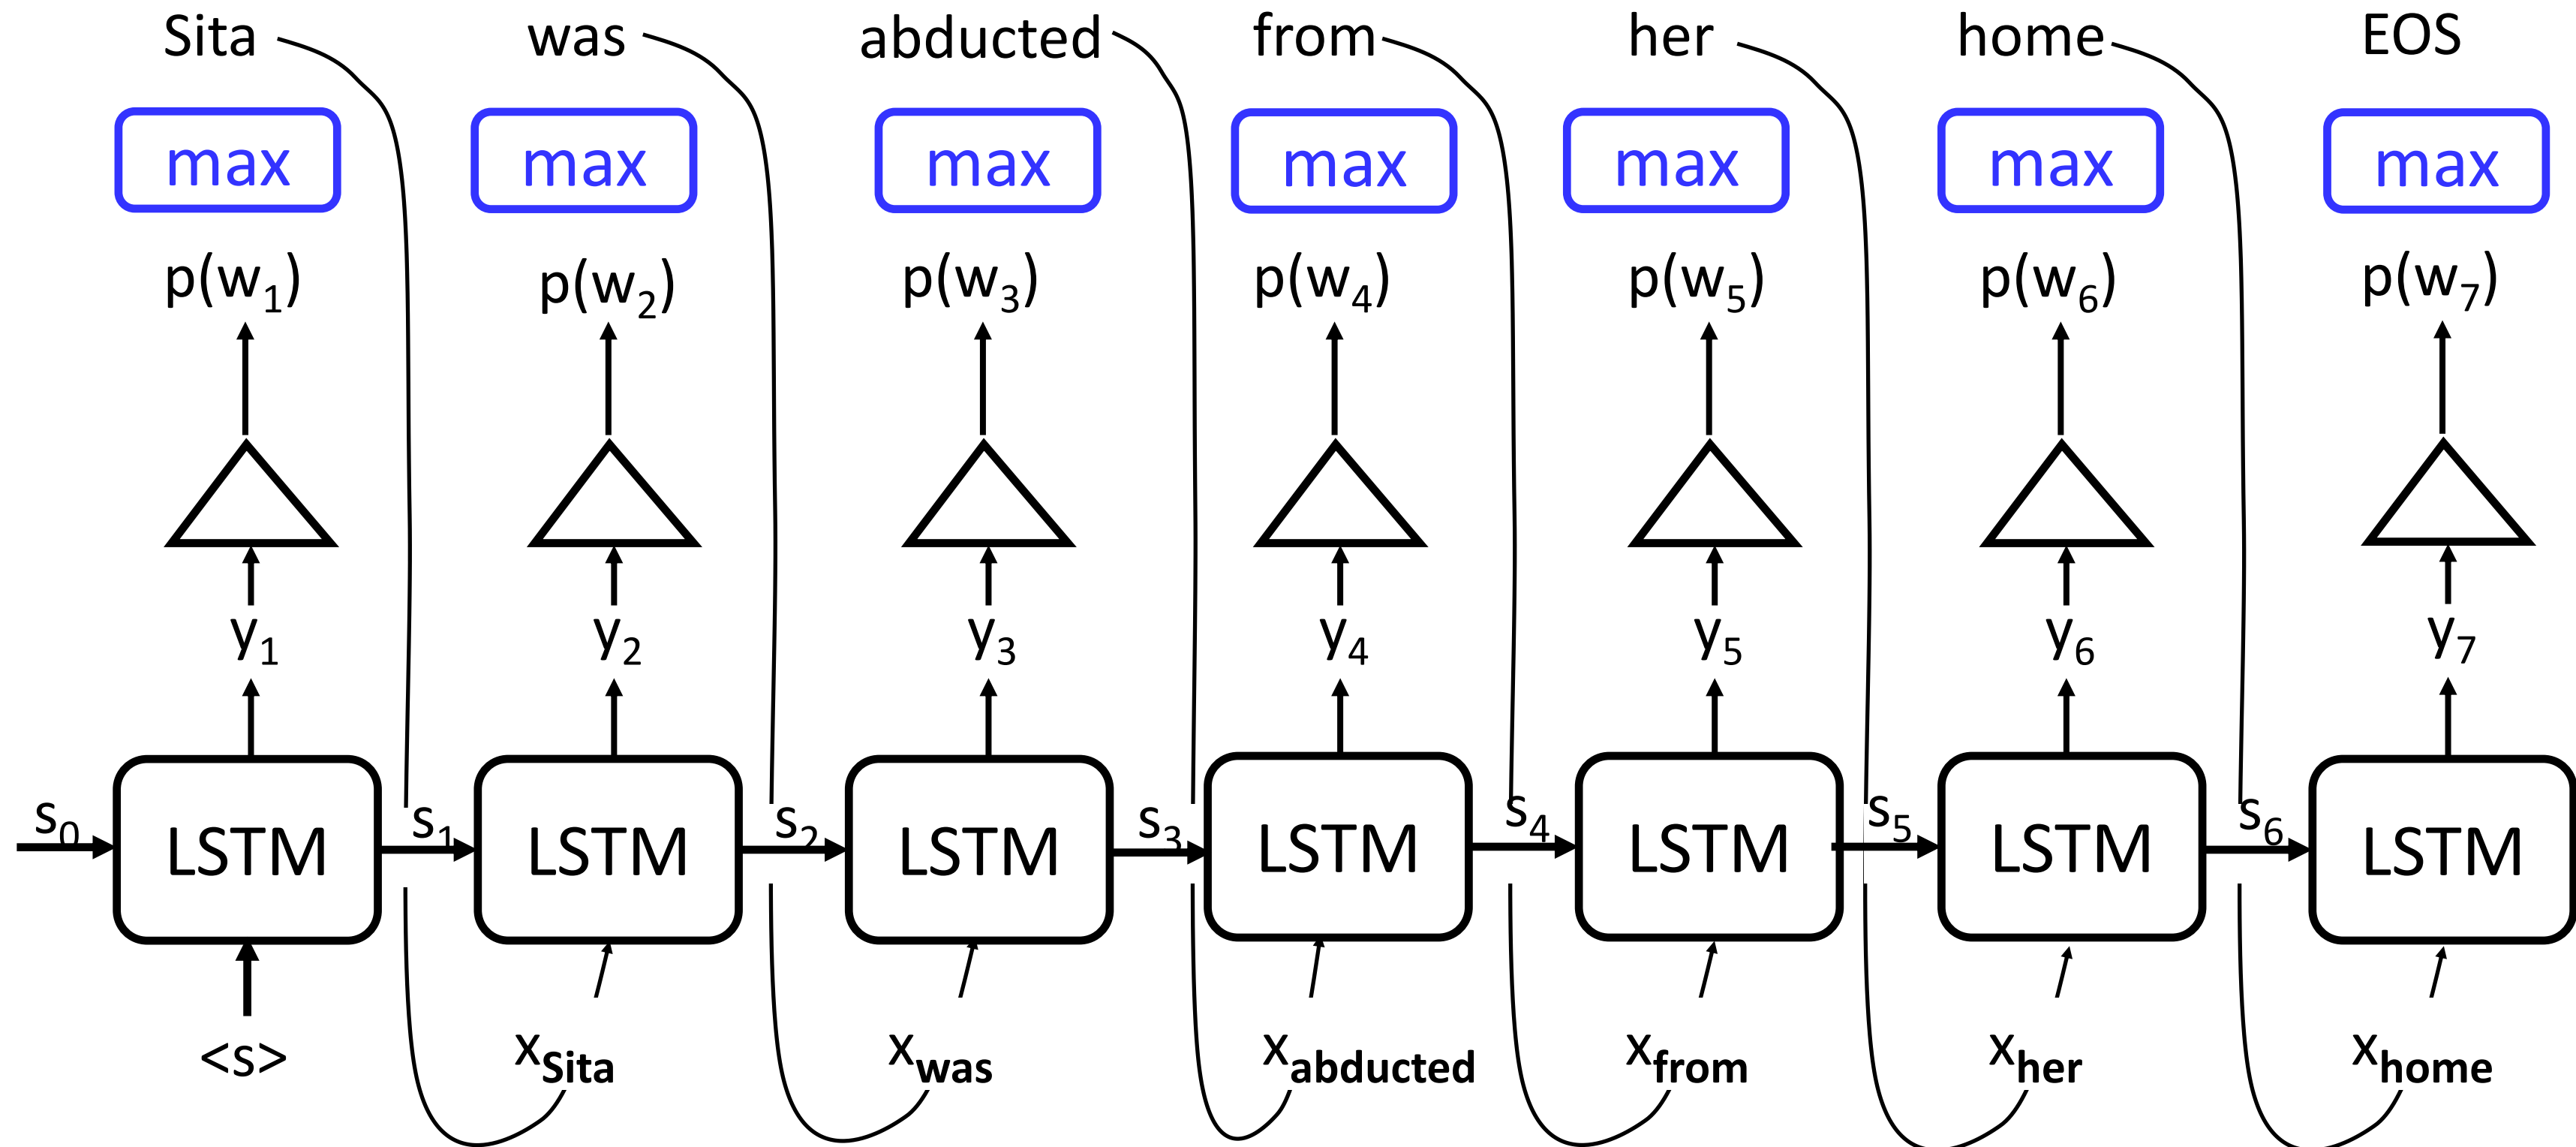 Sita was abducted from her home EOS
max max max max max max max
p(w₁) p(w₂) p(w₃) p(w₄) p(w₅) p(w₆) p(w₇)
y₁ y₂ y₃ y₄ y₅ y₆ y₇
s₀ LSTM s₁ LSTM s₂ LSTM s₃ LSTM s₄ LSTM s₅ LSTM s₆ LSTM
<s> xSita xwas xabducted xfrom xher xhome